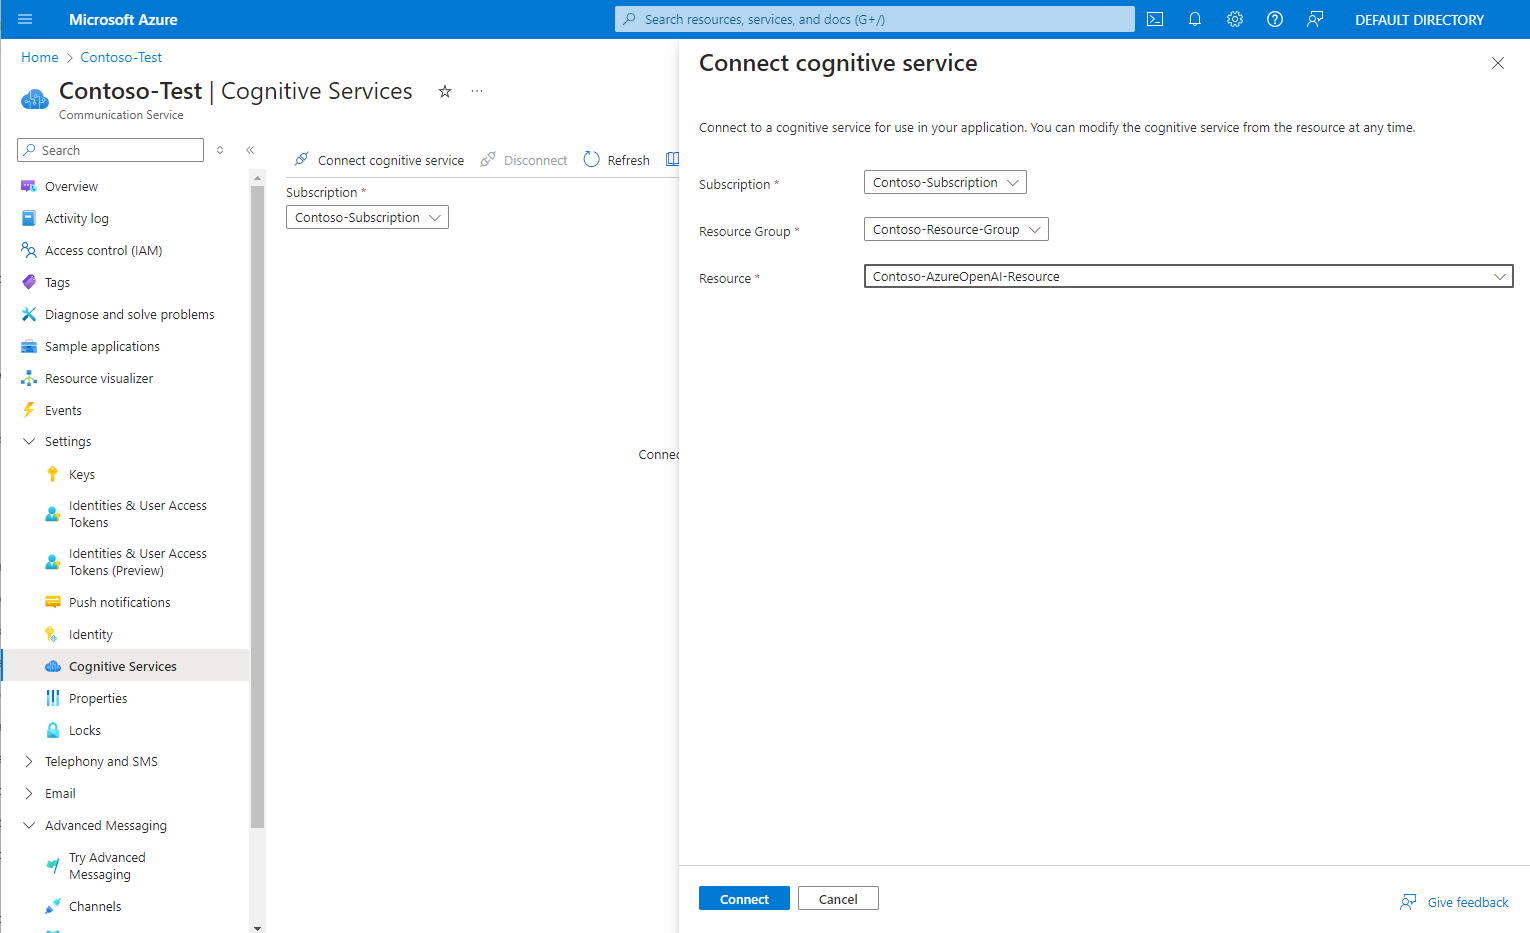 Microsoft Azure
Search resources, services, and docs (G+/)
DEFAULT DIRECTORY
Home > Contoso-Test
Contoso-Test | Cognitive Services
Communication Service
Search
Overview
Activity log
Access control (IAM)
Tags
Diagnose and solve problems
Sample applications
Resource visualizer
Events
Settings
Keys
Identities & User Access
Tokens
Identities & User Access
Tokens (Preview)
Push notifications
Identity
Cognitive Services
Properties
Locks
Telephony and SMS
Email
Advanced Messaging
Try Advanced
Messaging
Channels
Connect cognitive service Disconnect Refresh
Subscription *
Contoso-Subscription
Connec
Connect cognitive service
Connect to a cognitive service for use in your application. You can modify the cognitive service from the resource at any time.
Subscription * Contoso-Subscription
Resource Group * Contoso-Resource-Group
Resource * Contoso-AzureOpenAI-Resource
Connect Cancel
Give feedback